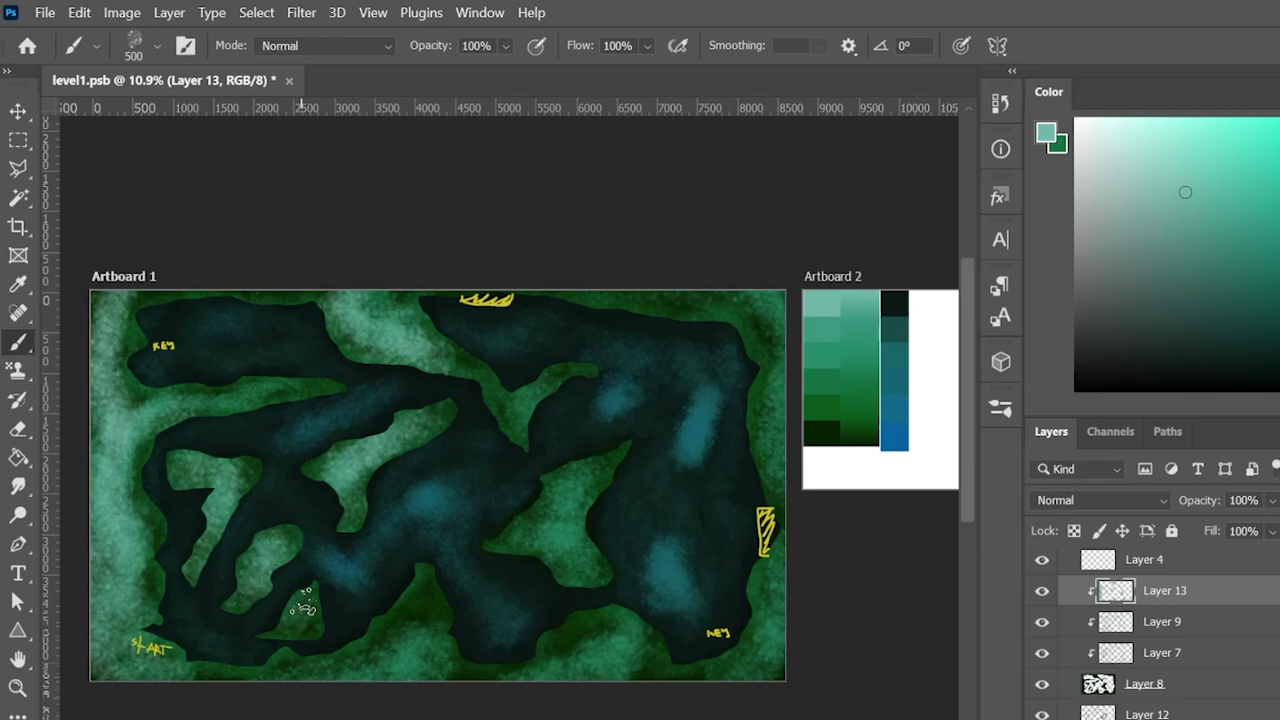 Ps File Edit Image Layer Type Select Filter 3D View Plugins Window Help
500 Mode: Normal Opacity: 100% Flow: 100% Smoothing: 0°
level1.psb @ 10.9% (Layer 13, RGB/8) * ×
Color
500 0 500 1000 1500 2000 2500 3000 3500 4000 4500 5000 5500 6000 6500 7000 7500 8000 8500 9000 9500 10000 105
Artboard 1
Artboard 2
KEY
START
KEY
Layers Channels Paths
Kind
Normal Opacity: 100%
Lock: Fill: 100%
Layer 4
Layer 13
Layer 9
Layer 7
Layer 8
Layer 12